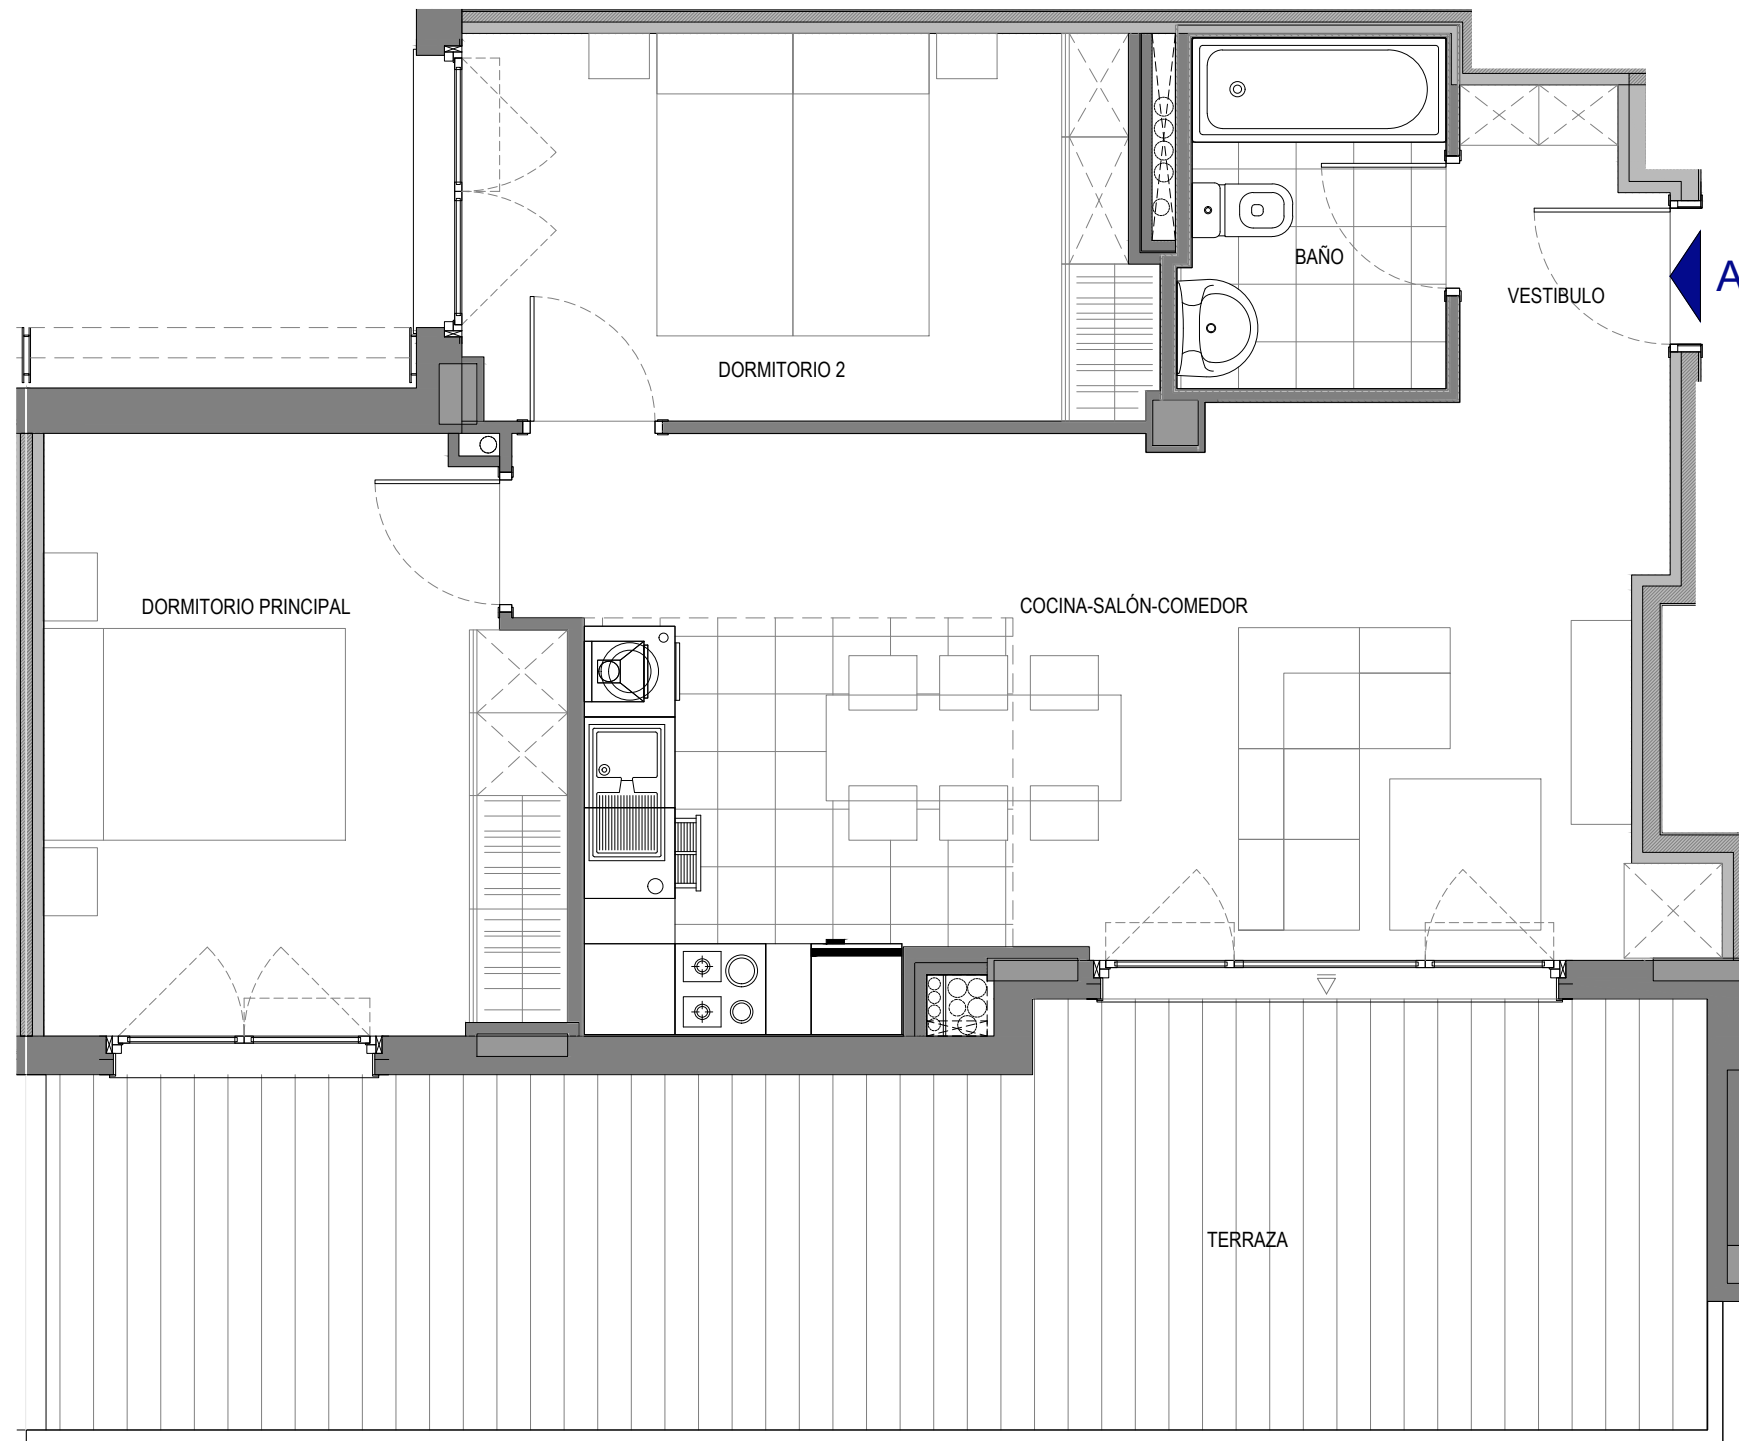 BAÑO
A
VESTIBULO
DORMITORIO 2
DORMITORIO PRINCIPAL
COCINA-SALÓN-COMEDOR
TERRAZA